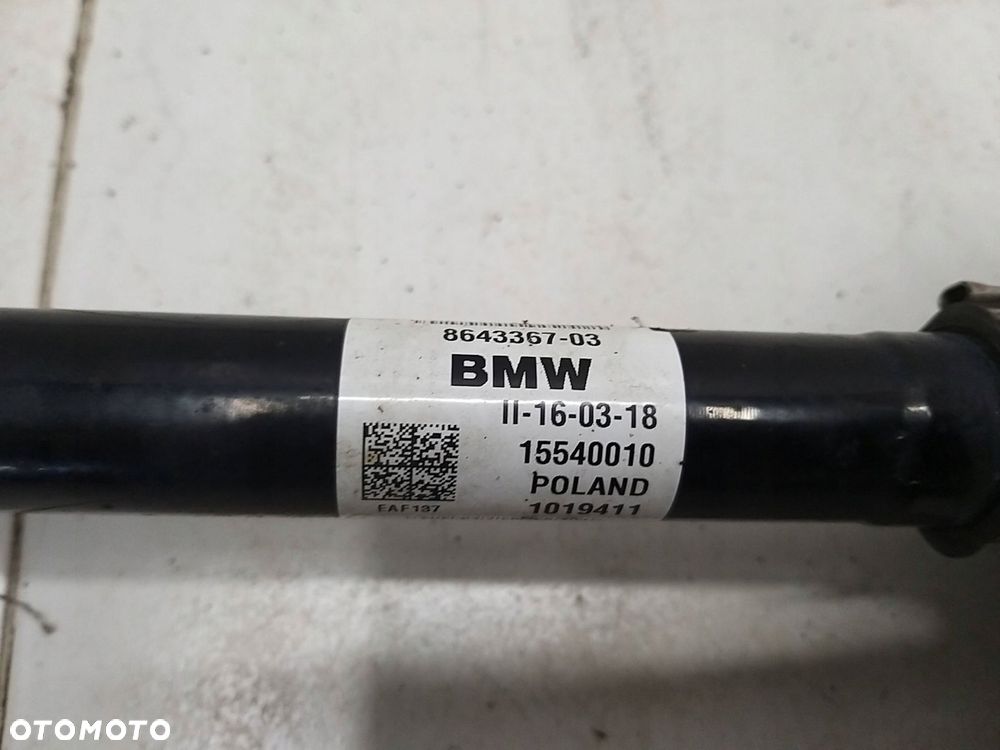 8643367-03
BMW
II-16-03-18
15540010
POLAND
EAF137
1019411
OTOMOTO